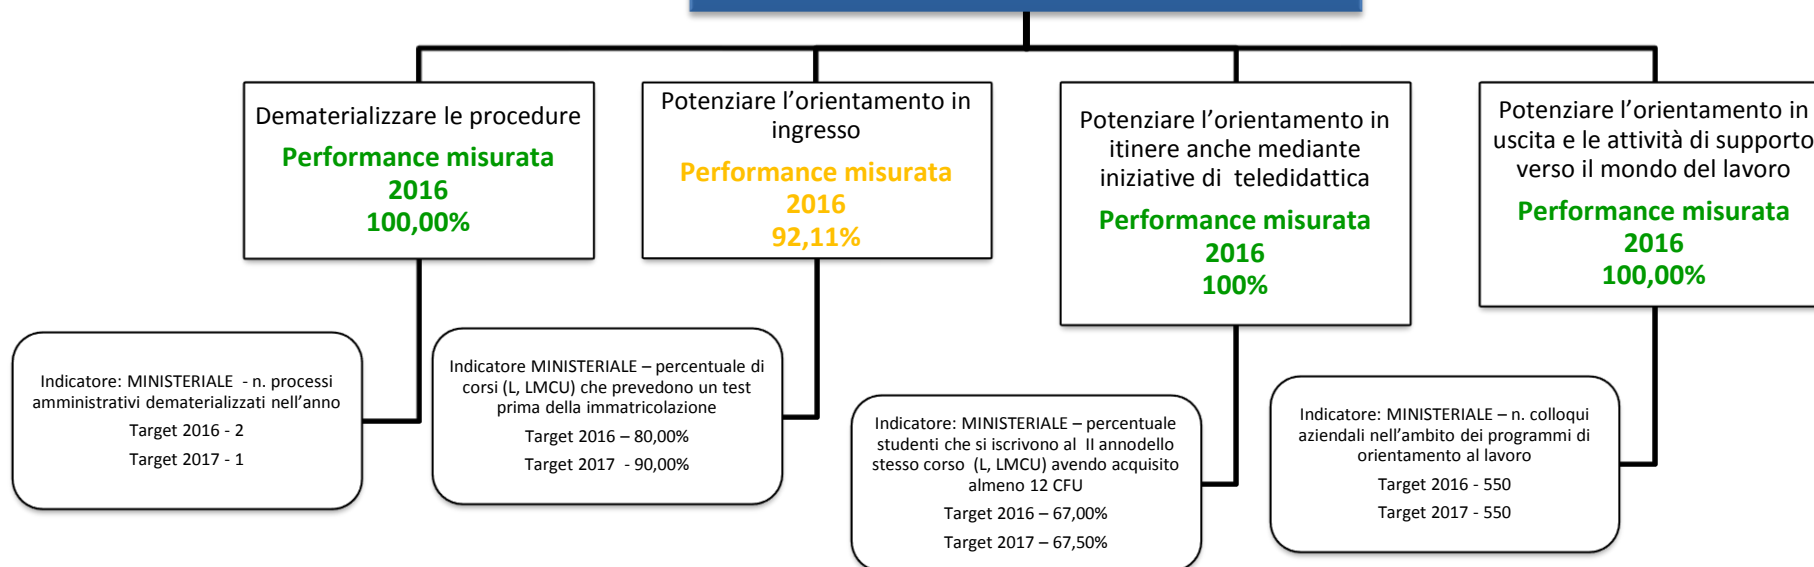 Dematerializzare le procedure
Performance misurata
2016
100,00%
Potenziare l’orientamento in
ingresso
Performance misurata
2016
92,11%
Potenziare l’orientamento in
itinere anche mediante
iniziative di teledidattica
Performance misurata
2016
100%
Potenziare l’orientamento in
uscita e le attività di supporto
verso il mondo del lavoro
Performance misurata
2016
100,00%
Indicatore: MINISTERIALE - n. processi
amministrativi dematerializzati nell’anno
Target 2016 - 2
Target 2017 - 1
Indicatore MINISTERIALE – percentuale di
corsi (L, LMCU) che prevedono un test
prima della immatricolazione
Target 2016 – 80,00%
Target 2017 - 90,00%
Indicatore: MINISTERIALE – percentuale
studenti che si iscrivono al II annodello
stesso corso (L, LMCU) avendo acquisito
almeno 12 CFU
Target 2016 – 67,00%
Target 2017 – 67,50%
Indicatore: MINISTERIALE – n. colloqui
aziendali nell’ambito dei programmi di
orientamento al lavoro
Target 2016 - 550
Target 2017 - 550